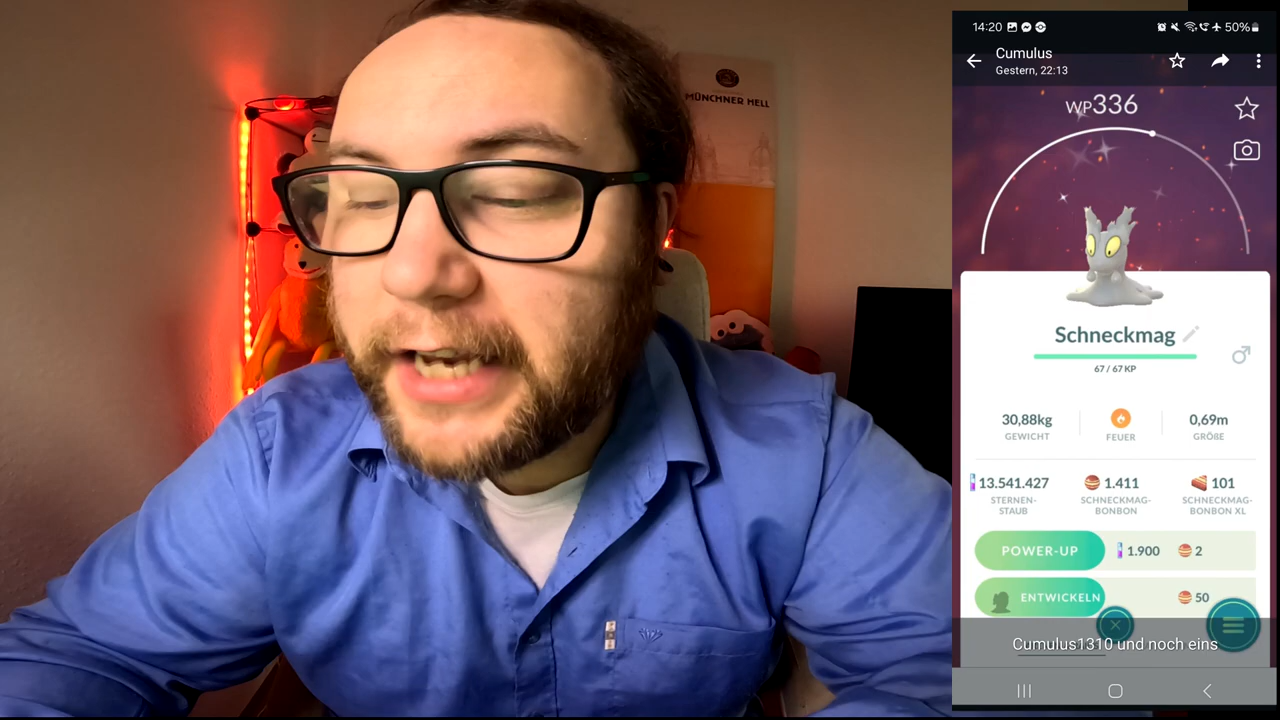 MÜNCHNER HELL
14:20
50%
Cumulus
Gestern, 22:13
WP336
Schneckmag
67 / 67 KP
30,88kg
GEWICHT
FEUER
0,69m
GRÖßE
13.541.427
STERNEN-
STAUB
1.411
SCHNECKMAG-
BONBON
101
SCHNECKMAG-
BONBON XL
POWER-UP
1.900
2
ENTWICKELN
50
Cumulus1310 und noch eins